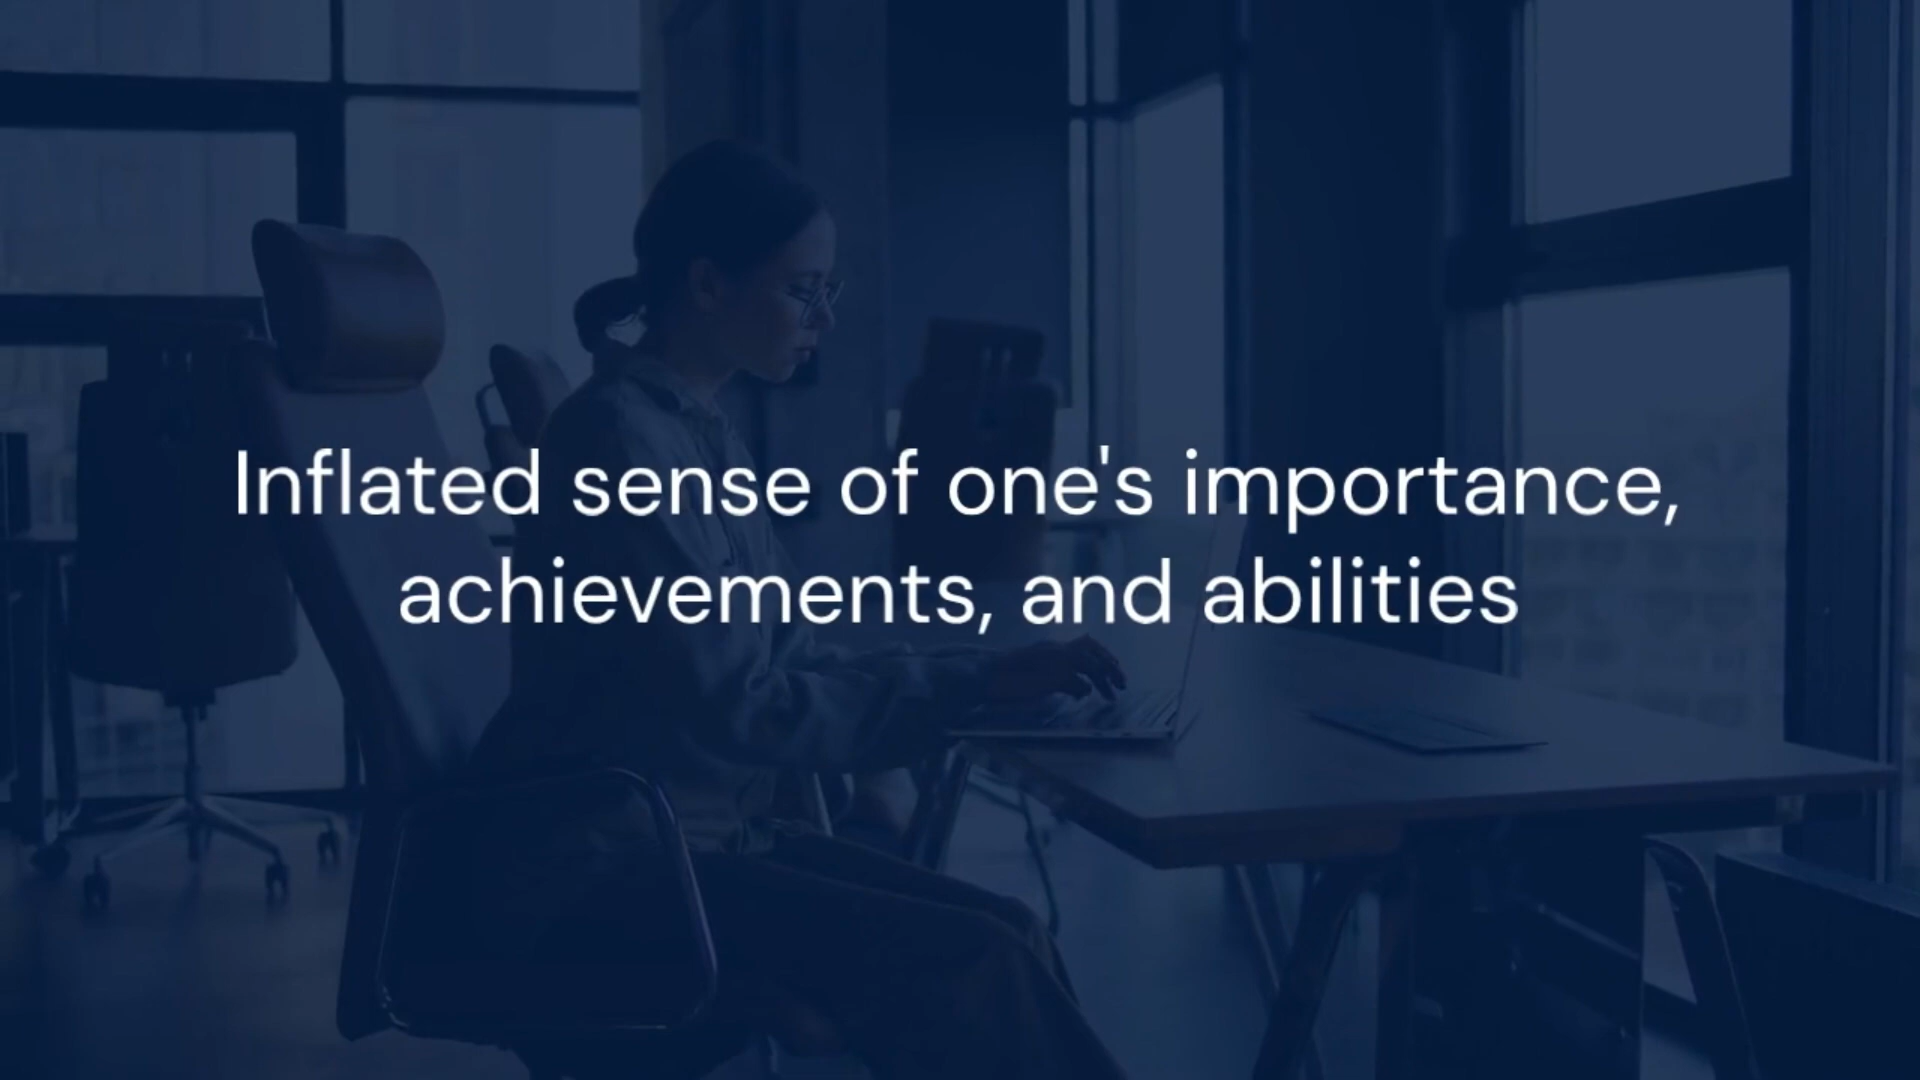 Inflated sense of one's importance,
achievements, and abilities